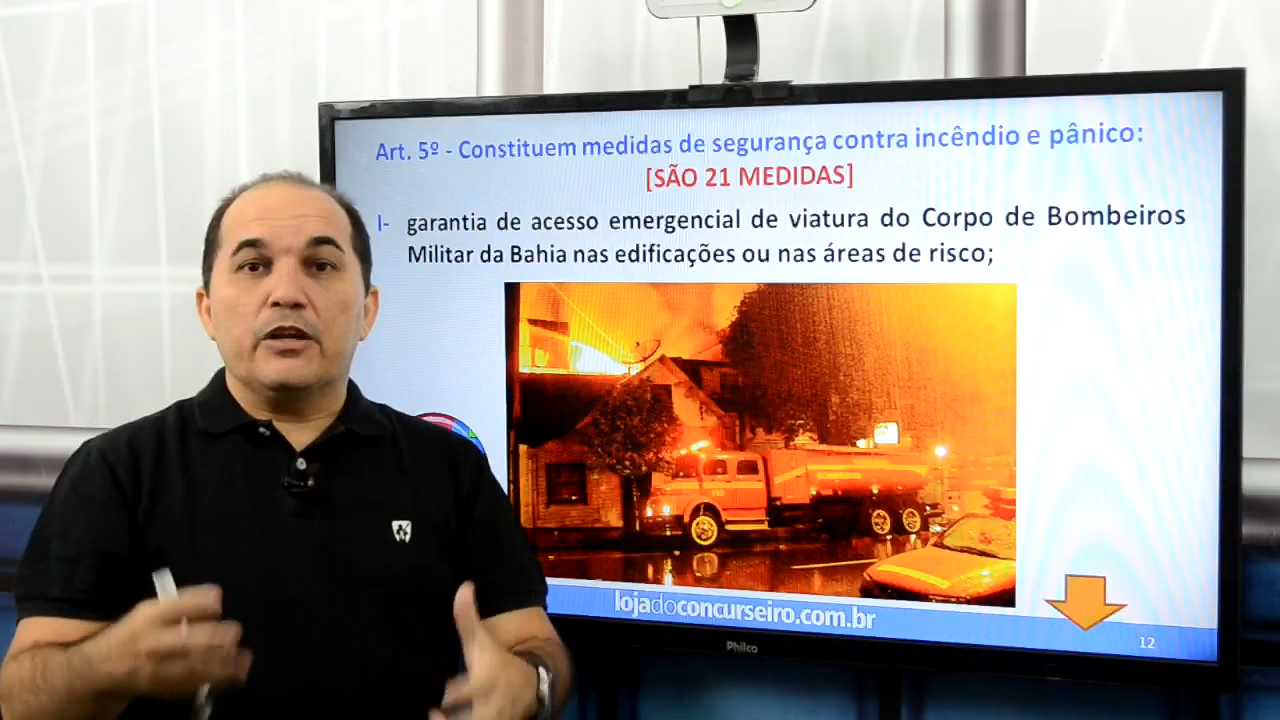 Art. 5º - Constituem medidas de segurança contra incêndio e pânico:
[SÃO 21 MEDIDAS]
I- garantia de acesso emergencial de viatura do Corpo de Bombeiros
Militar da Bahia nas edificações ou nas áreas de risco;
lojadoconcurseiro.com.br
12
Philco